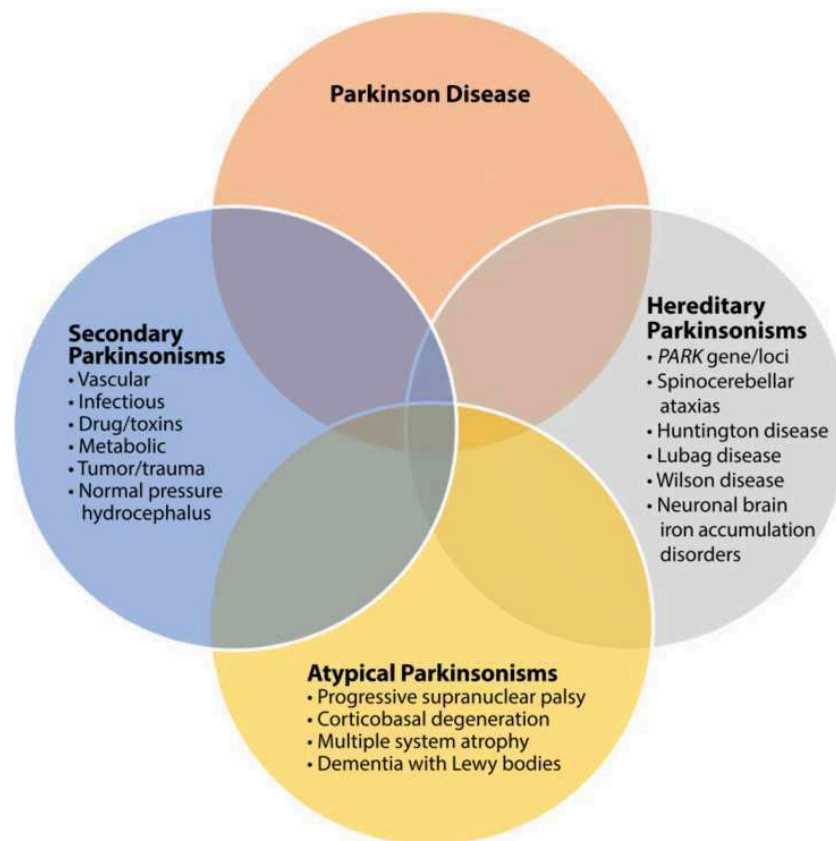 Parkinson Disease
Secondary
Parkinsonisms
• Vascular
• Infectious
• Drug/toxins
• Metabolic
• Tumor/trauma
• Normal pressure
hydrocephalus
Hereditary
Parkinsonisms
• PARK gene/loci
• Spinocerebellar
ataxias
• Huntington disease
• Lubag disease
• Wilson disease
• Neuronal brain
iron accumulation
disorders
Atypical Parkinsonisms
• Progressive supranuclear palsy
• Corticobasal degeneration
• Multiple system atrophy
• Dementia with Lewy bodies